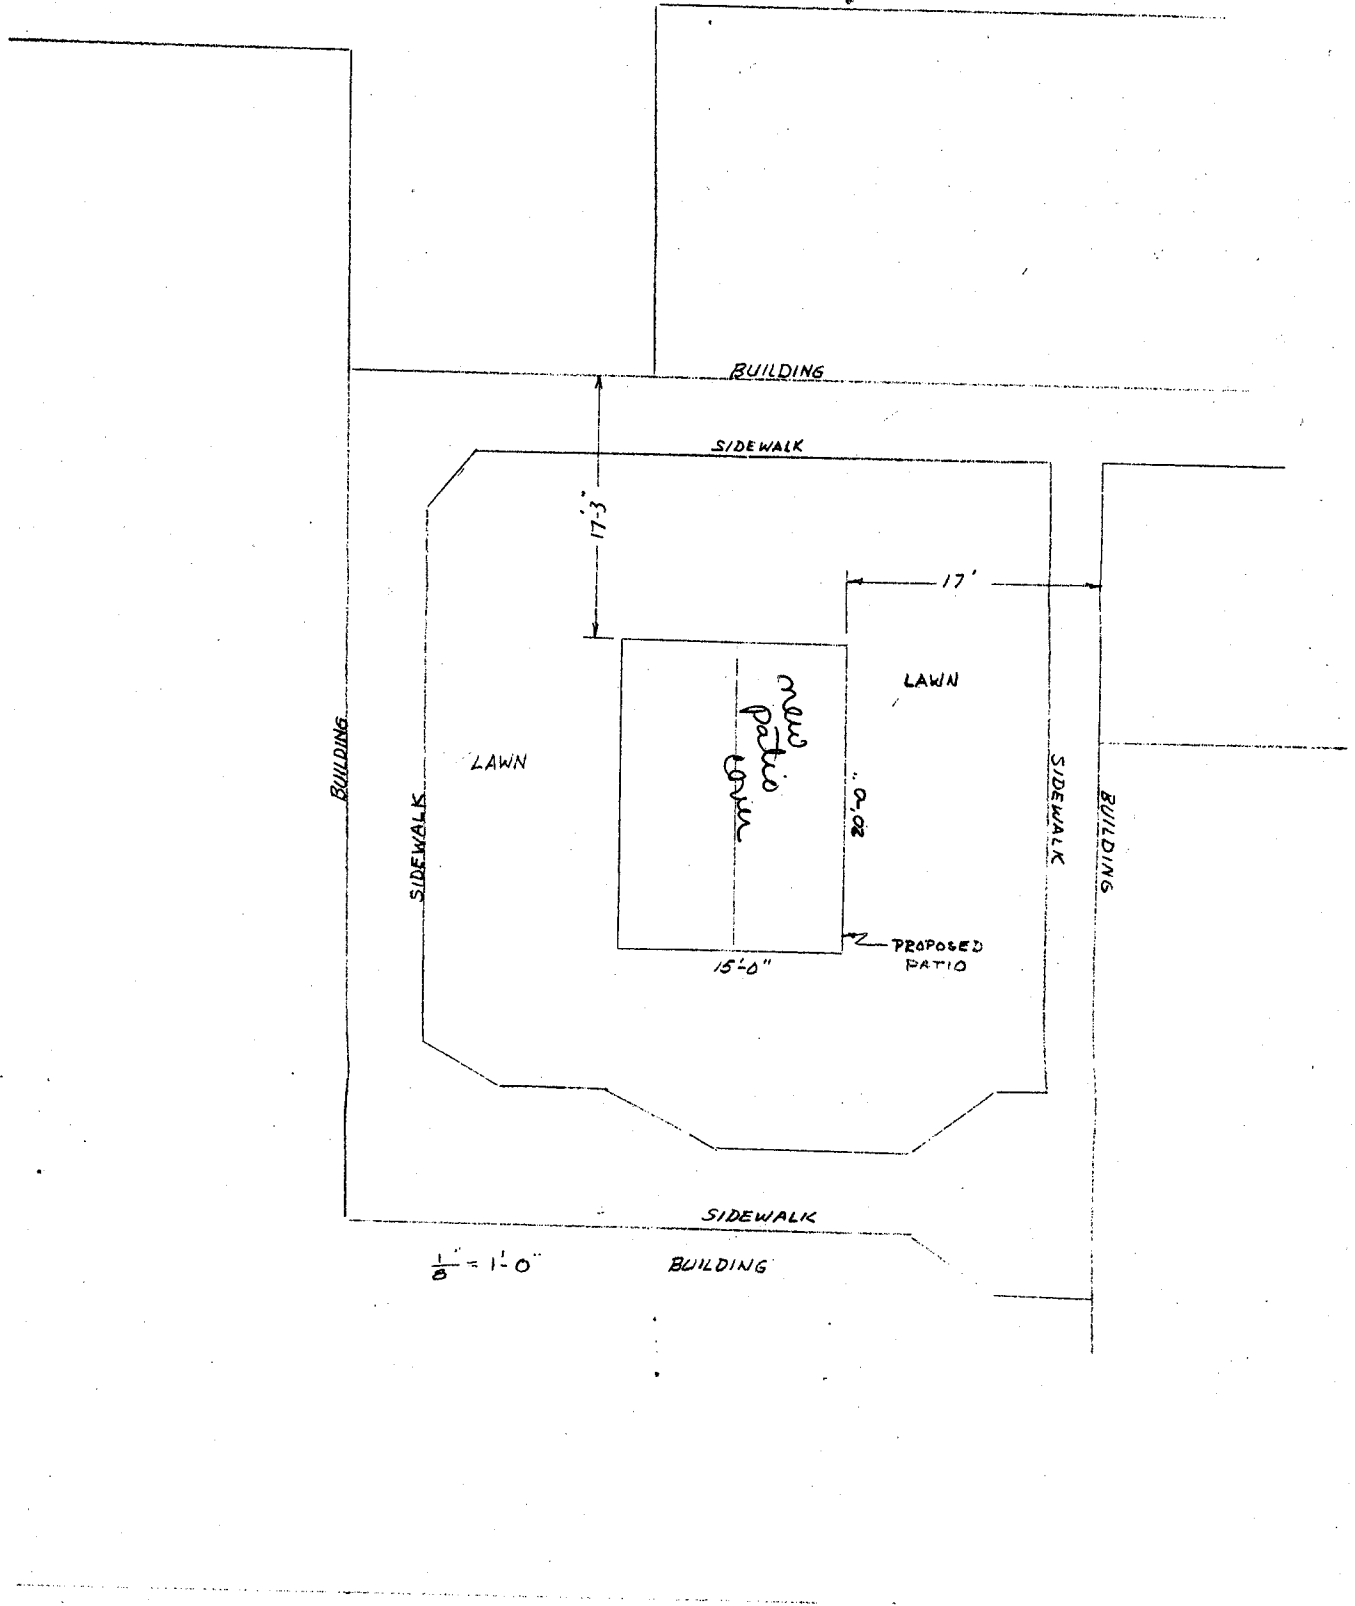 BUILDING
SIDEWALK
17'-3"
17'
LAWN
new
patio
cover
LAWN
BUILDING
SIDEWALK
20'-0"
SIDEWALK
BUILDING
PROPOSED
PATIO
15'-0"
SIDEWALK
1/8" = 1'-0"
BUILDING